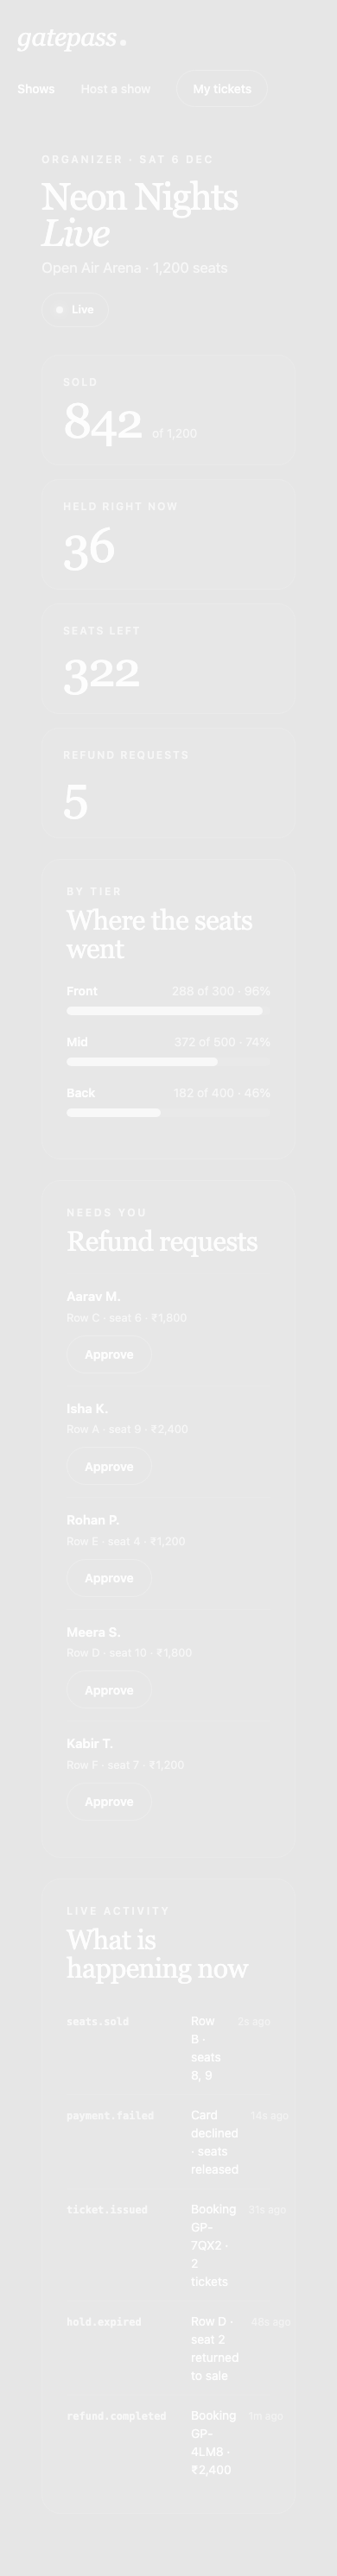 gatepass
Shows Host a show My tickets
ORGANIZER · SAT 6 DEC
Neon Nights
Live
Open Air Arena · 1,200 seats
Live
SOLD
842 of 1,200
HELD RIGHT NOW
36
SEATS LEFT
322
REFUND REQUESTS
5
BY TIER
Where the seats
went
Front 288 of 300 · 96%
Mid 372 of 500 · 74%
Back 182 of 400 · 46%
NEEDS YOU
Refund requests
Aarav M.
Row C · seat 6 · ₹1,800
Approve
Isha K.
Row A · seat 9 · ₹2,400
Approve
Rohan P.
Row E · seat 4 · ₹1,200
Approve
Meera S.
Row D · seat 10 · ₹1,800
Approve
Kabir T.
Row F · seat 7 · ₹1,200
Approve
LIVE ACTIVITY
What is
happening now
seats.sold Row 2s ago
B ·
seats
8, 9
payment.failed Card 14s ago
declined
· seats
released
ticket.issued Booking 31s ago
GP-
7QX2 ·
2
tickets
hold.expired Row D · 48s ago
seat 2
returned
to sale
refund.completed Booking 1m ago
GP-
4LM8 ·
₹2,400